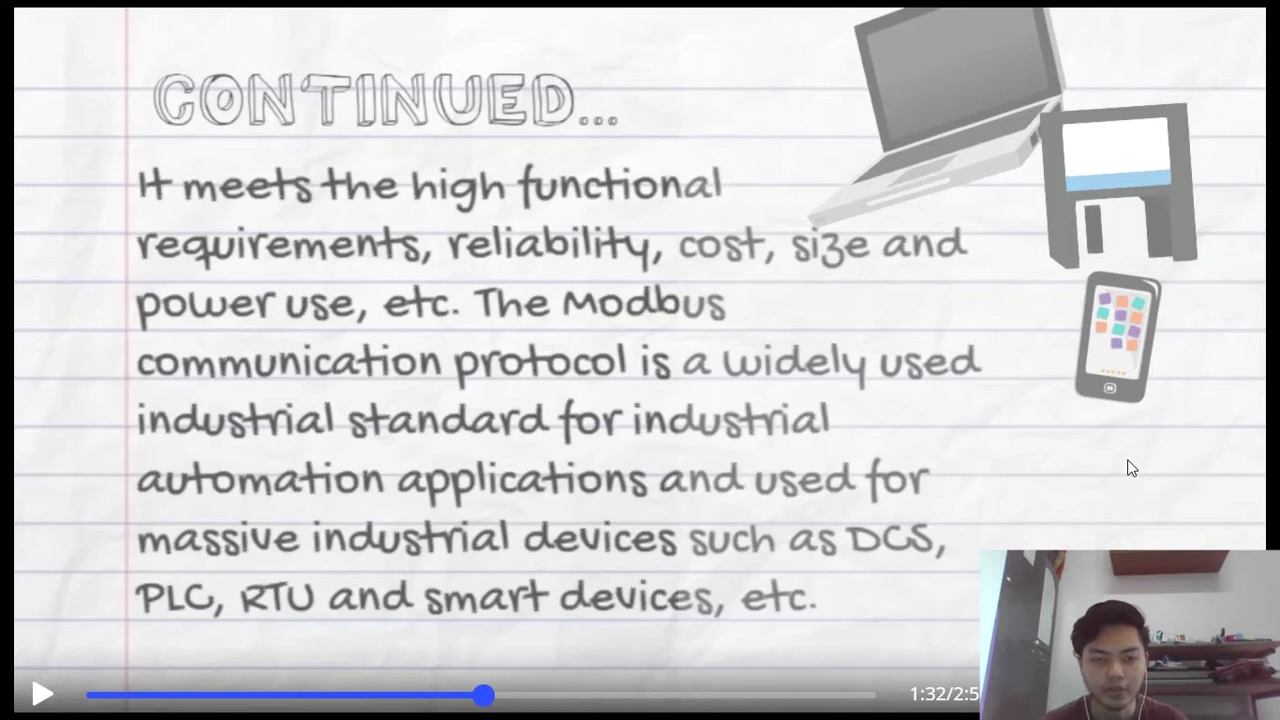 CONTINUED...
It meets the high functional
requirements, reliability, cost, size and
power use, etc. The Modbus
communication protocol is a widely used
industrial standard for industrial
automation applications and used for
massive industrial devices such as DCS,
PLC, RTU and smart devices, etc.
1:32/2:5